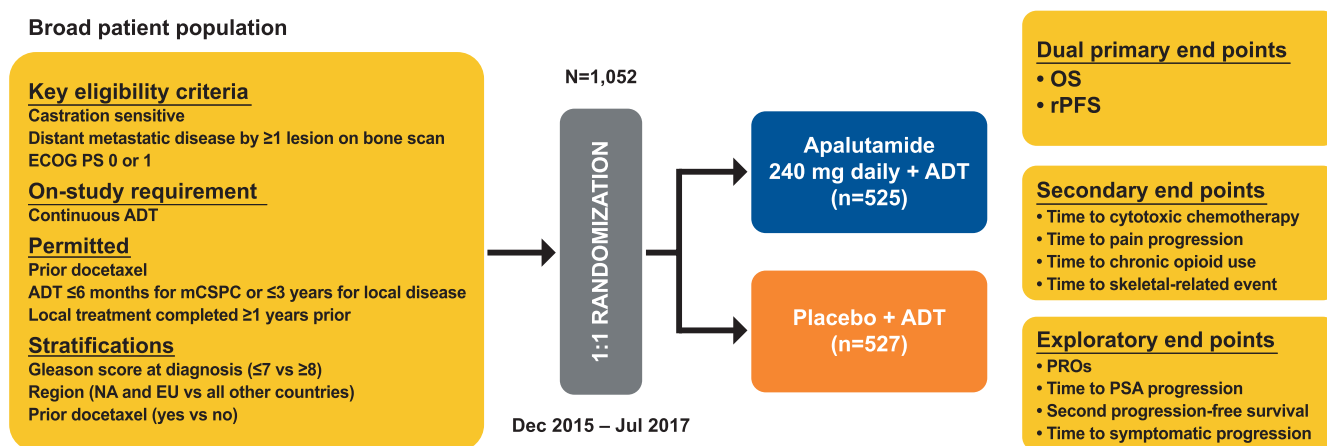 Broad patient population
Key eligibility criteria
Castration sensitive
Distant metastatic disease by ≥1 lesion on bone scan
ECOG PS 0 or 1
On-study requirement
Continuous ADT
Permitted
Prior docetaxel
ADT ≤6 months for mCSPC or ≤3 years for local disease
Local treatment completed ≥1 years prior
Stratifications
Gleason score at diagnosis (≤7 vs ≥8)
Region (NA and EU vs all other countries)
Prior docetaxel (yes vs no)
N=1,052
1:1 RANDOMIZATION
Dec 2015 – Jul 2017
Apalutamide
240 mg daily + ADT
(n=525)
Placebo + ADT
(n=527)
Dual primary end points
• OS
• rPFS
Secondary end points
• Time to cytotoxic chemotherapy
• Time to pain progression
• Time to chronic opioid use
• Time to skeletal-related event
Exploratory end points
• PROs
• Time to PSA progression
• Second progression-free survival
• Time to symptomatic progression